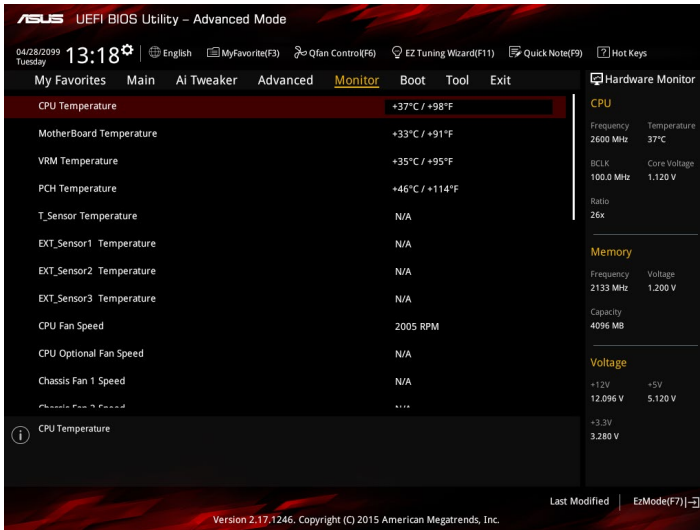 ASUS UEFI BIOS Utility – Advanced Mode
04/28/2099
Tuesday
13:18
English
MyFavorite(F3)
Qfan Control(F6)
EZ Tuning Wizard(F11)
Quick Note(F9)
? Hot Keys
My Favorites Main Ai Tweaker Advanced Monitor Boot Tool Exit
CPU Temperature +37°C / +98°F
MotherBoard Temperature +33°C / +91°F
VRM Temperature +35°C / +95°F
PCH Temperature +46°C / +114°F
T_Sensor Temperature N/A
EXT_Sensor1 Temperature N/A
EXT_Sensor2 Temperature N/A
EXT_Sensor3 Temperature N/A
CPU Fan Speed 2005 RPM
CPU Optional Fan Speed N/A
Chassis Fan 1 Speed N/A
Chassis Fan 2 Speed N/A
CPU Temperature
Hardware Monitor
CPU
Frequency Temperature
2600 MHz 37°C
BCLK Core Voltage
100.0 MHz 1.120 V
Ratio
26x
Memory
Frequency Voltage
2133 MHz 1.200 V
Capacity
4096 MB
Voltage
+12V +5V
12.096 V 5.120 V
+3.3V
3.280 V
Last Modified
EzMode(F7)
Version 2.17.1246. Copyright (C) 2015 American Megatrends, Inc.